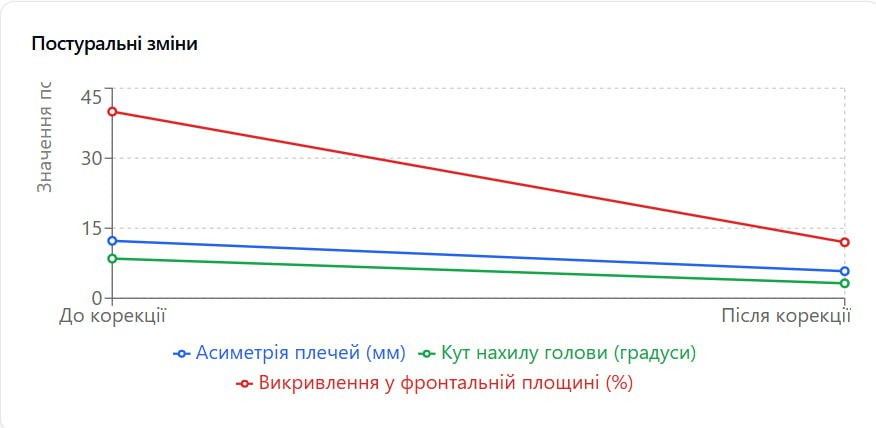 Постуральні зміни
Значення
45
30
15
0
До корекції
Після корекції
Асиметрія плечей (мм)
Кут нахилу голови (градуси)
Викривлення у фронтальній площині (%)